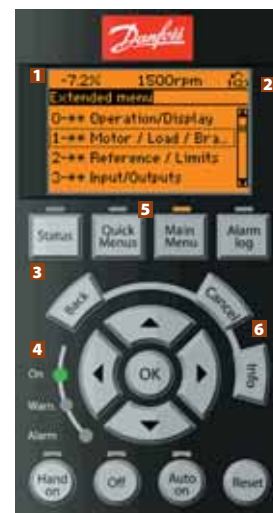 Danfoss
1
-7.2% 1500rpm
2
Extended menu
0-** Operation/Display
1-** Motor / Load / Bra..
2-** Reference / Limits
3-** Input/Outputs
5
Status Quick Menus Main Menu Alarm log
3
Back Cancel
6
4
Info
On OK
Warn.
Alarm
Hand on Off Auto on Reset